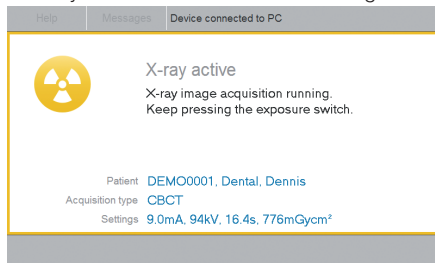 Help Messages Device connected to PC
X-ray active
X-ray image acquisition running.
Keep pressing the exposure switch.
Patient DEMO0001, Dental, Dennis
Acquisition type CBCT
Settings 9.0mA, 94kV, 16.4s, 776mGycm²